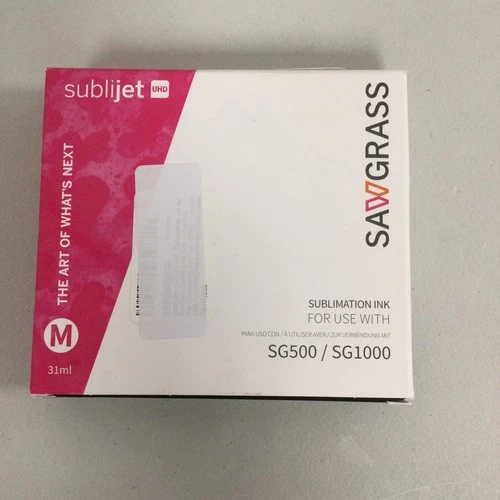 sublijet UHD
THE ART OF WHAT'S NEXT
M
31ml
SAWGRASS
SUBLIMATION INK
FOR USE WITH
PARA USO CON / À UTILISER AVER / ZUR VERWENDUNG MIT
SG500 / SG1000